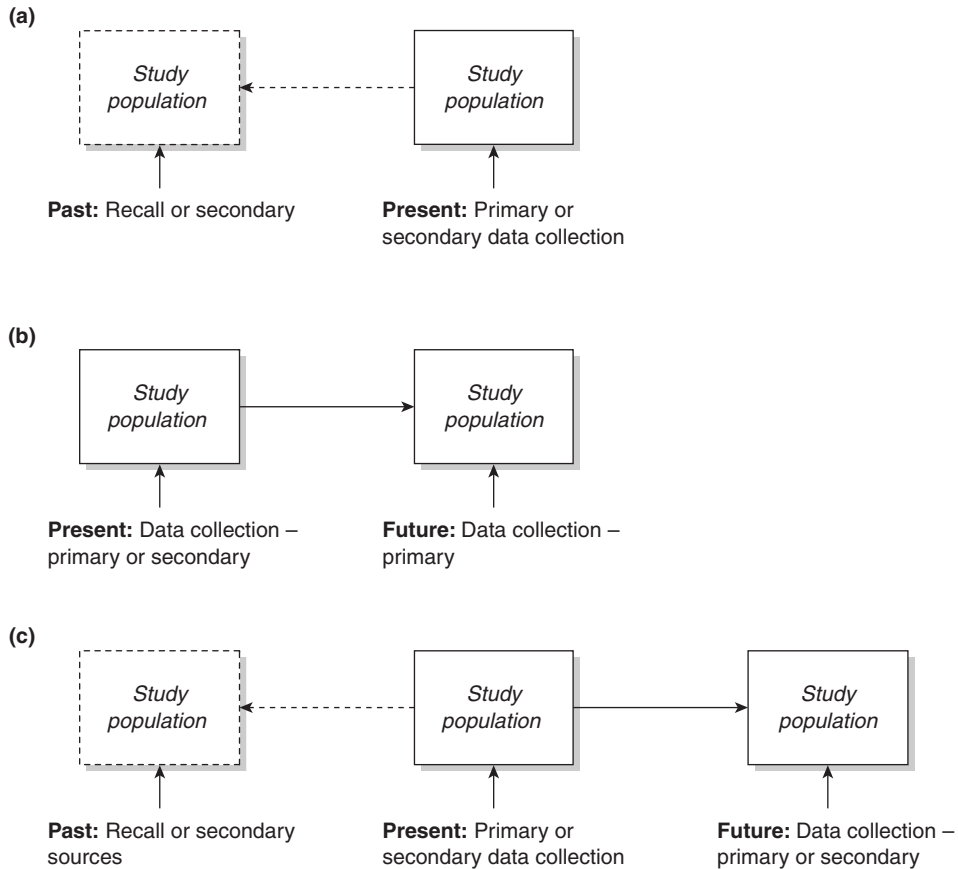 (a)
Study
population
Study
population
Past: Recall or secondary
Present: Primary or
secondary data collection
(b)
Study
population
Study
population
Present: Data collection –
primary or secondary
Future: Data collection –
primary
(c)
Study
population
Study
population
Study
population
Past: Recall or secondary
sources
Present: Primary or
secondary data collection
Future: Data collection –
primary or secondary